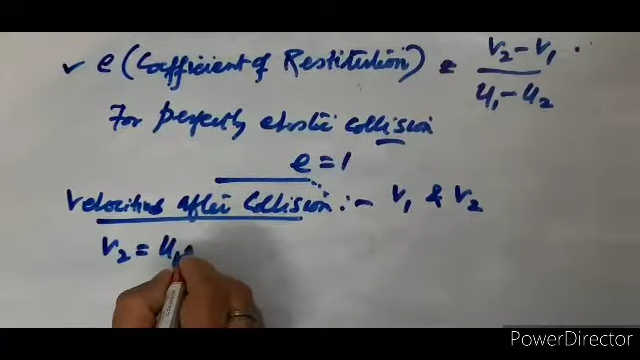 ✓ e (Coefficient of Restitution) = V₂ - V₁ / u₁ - u₂
For perfectly elastic collision
e = 1
Velocities after Collision :- V₁ & V₂
V₂ = u₁
PowerDirector